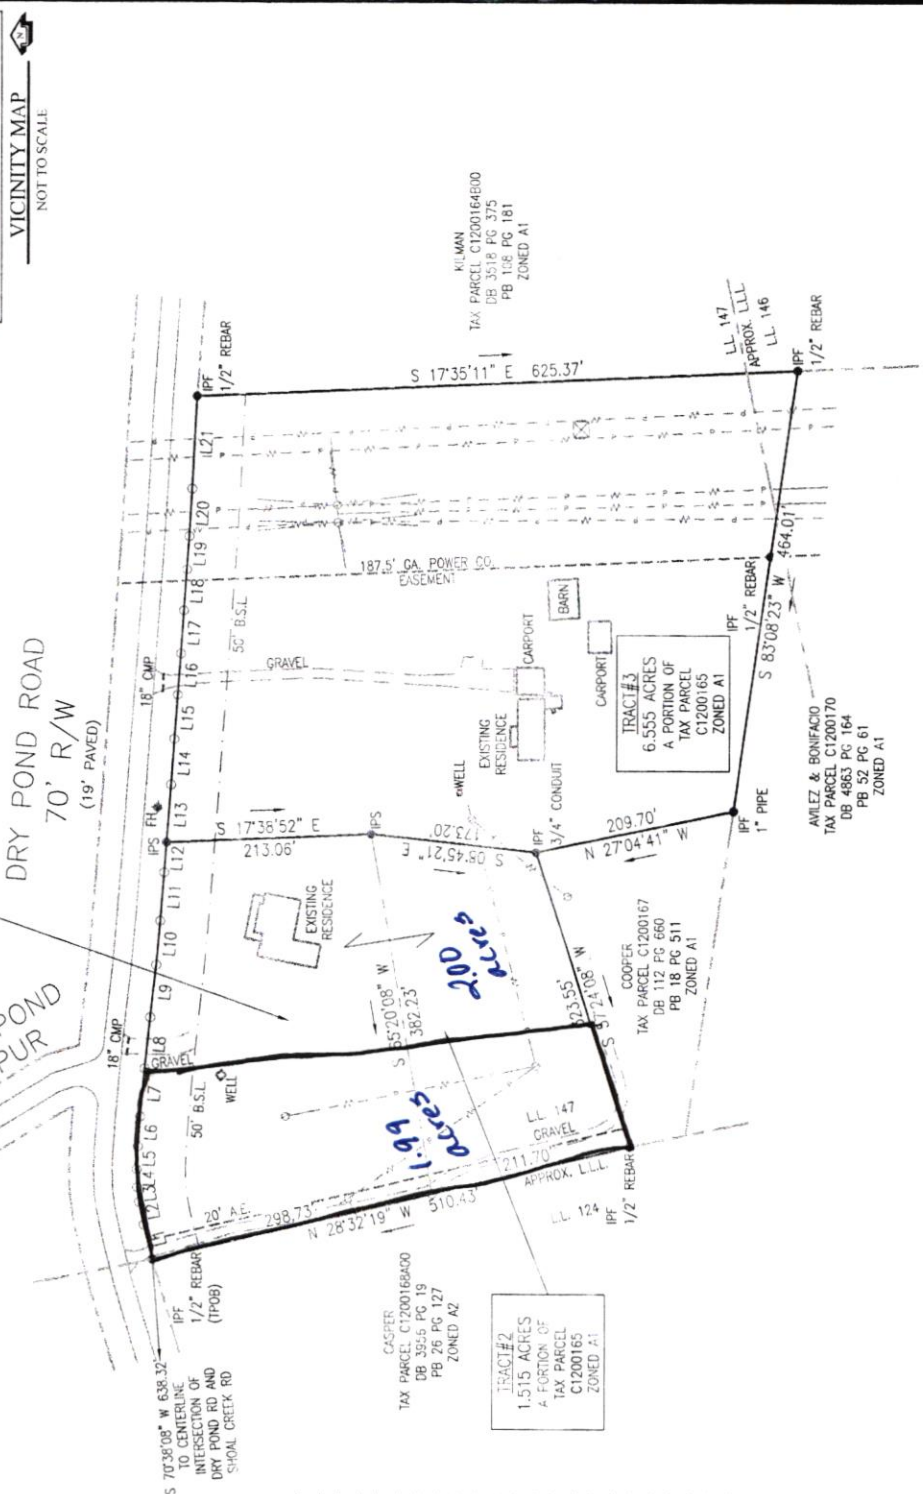 VICINITY MAP
NOT TO SCALE
N
DRY POND ROAD
70' R/W
(19' PAVED)
POND
PUR
KILMAN
TAX PARCEL C1200164B00
DB 3518 PG 375
PB 108 PG 181
ZONED A1
LL 147
APPROX. LLL
LL 146
IPF
1/2" REBAR
S 17°35'11" E 625.37'
IPF
1/2" REBAR
L21
L20
L19
L18
L17
L16
L15
L14
L13
L12
L11
L10
L9
L8
L7
L6
L5
L4
L3
L2
L1
187.5' GA. POWER CO.
EASEMENT
50' B.S.L.
18" CMP
GRAVEL
BARN
CARPORT
CARPORT
EXISTING
RESIDENCE
WELL
TRACT#3
6.555 ACRES
A PORTION OF
TAX PARCEL
C1200165
ZONED A1
IPF
1/2" REBAR
S 83°08'23" W
464.01'
AVILEZ & BONIFACIO
TAX PARCEL C1200170
DB 4863 PG 164
PB 52 PG 61
ZONED A1
IPF
1" PIPE
FH
IPS
S 17°38'52" E
213.06'
IPS
S 08°45'21" E
173.20'
IPF
3/4" CONDUIT
209.70'
N 27°04'41" W
EXISTING
RESIDENCE
2.00
acres
S 65°20'08" W
382.23'
323.55'
S 57°24'08" W
COOPER
TAX PARCEL C1200167
DB 112 PG 660
PB 18 PG 511
ZONED A1
18" CMP
GRAVEL
50' B.S.L.
WELL
1.99
acres
LL 147
GRAVEL
211.70'
APPROX. L.L.L.
LL 124
IPF
1/2" REBAR
20' A.E.
298.73'
N 28°32'19" W 510.43'
IPF
1/2" REBAR
(TPOB)
CASPER
TAX PARCEL C1200168A00
DB 3956 PG 19
PB 26 PG 127
ZONED A2
TRACT#2
1.515 ACRES
A PORTION OF
TAX PARCEL
C1200165
ZONED A1
S 70°38'08" W 638.32'
TO CENTERLINE
INTERSECTION OF
DRY POND RD AND
SHOAL CREEK RD